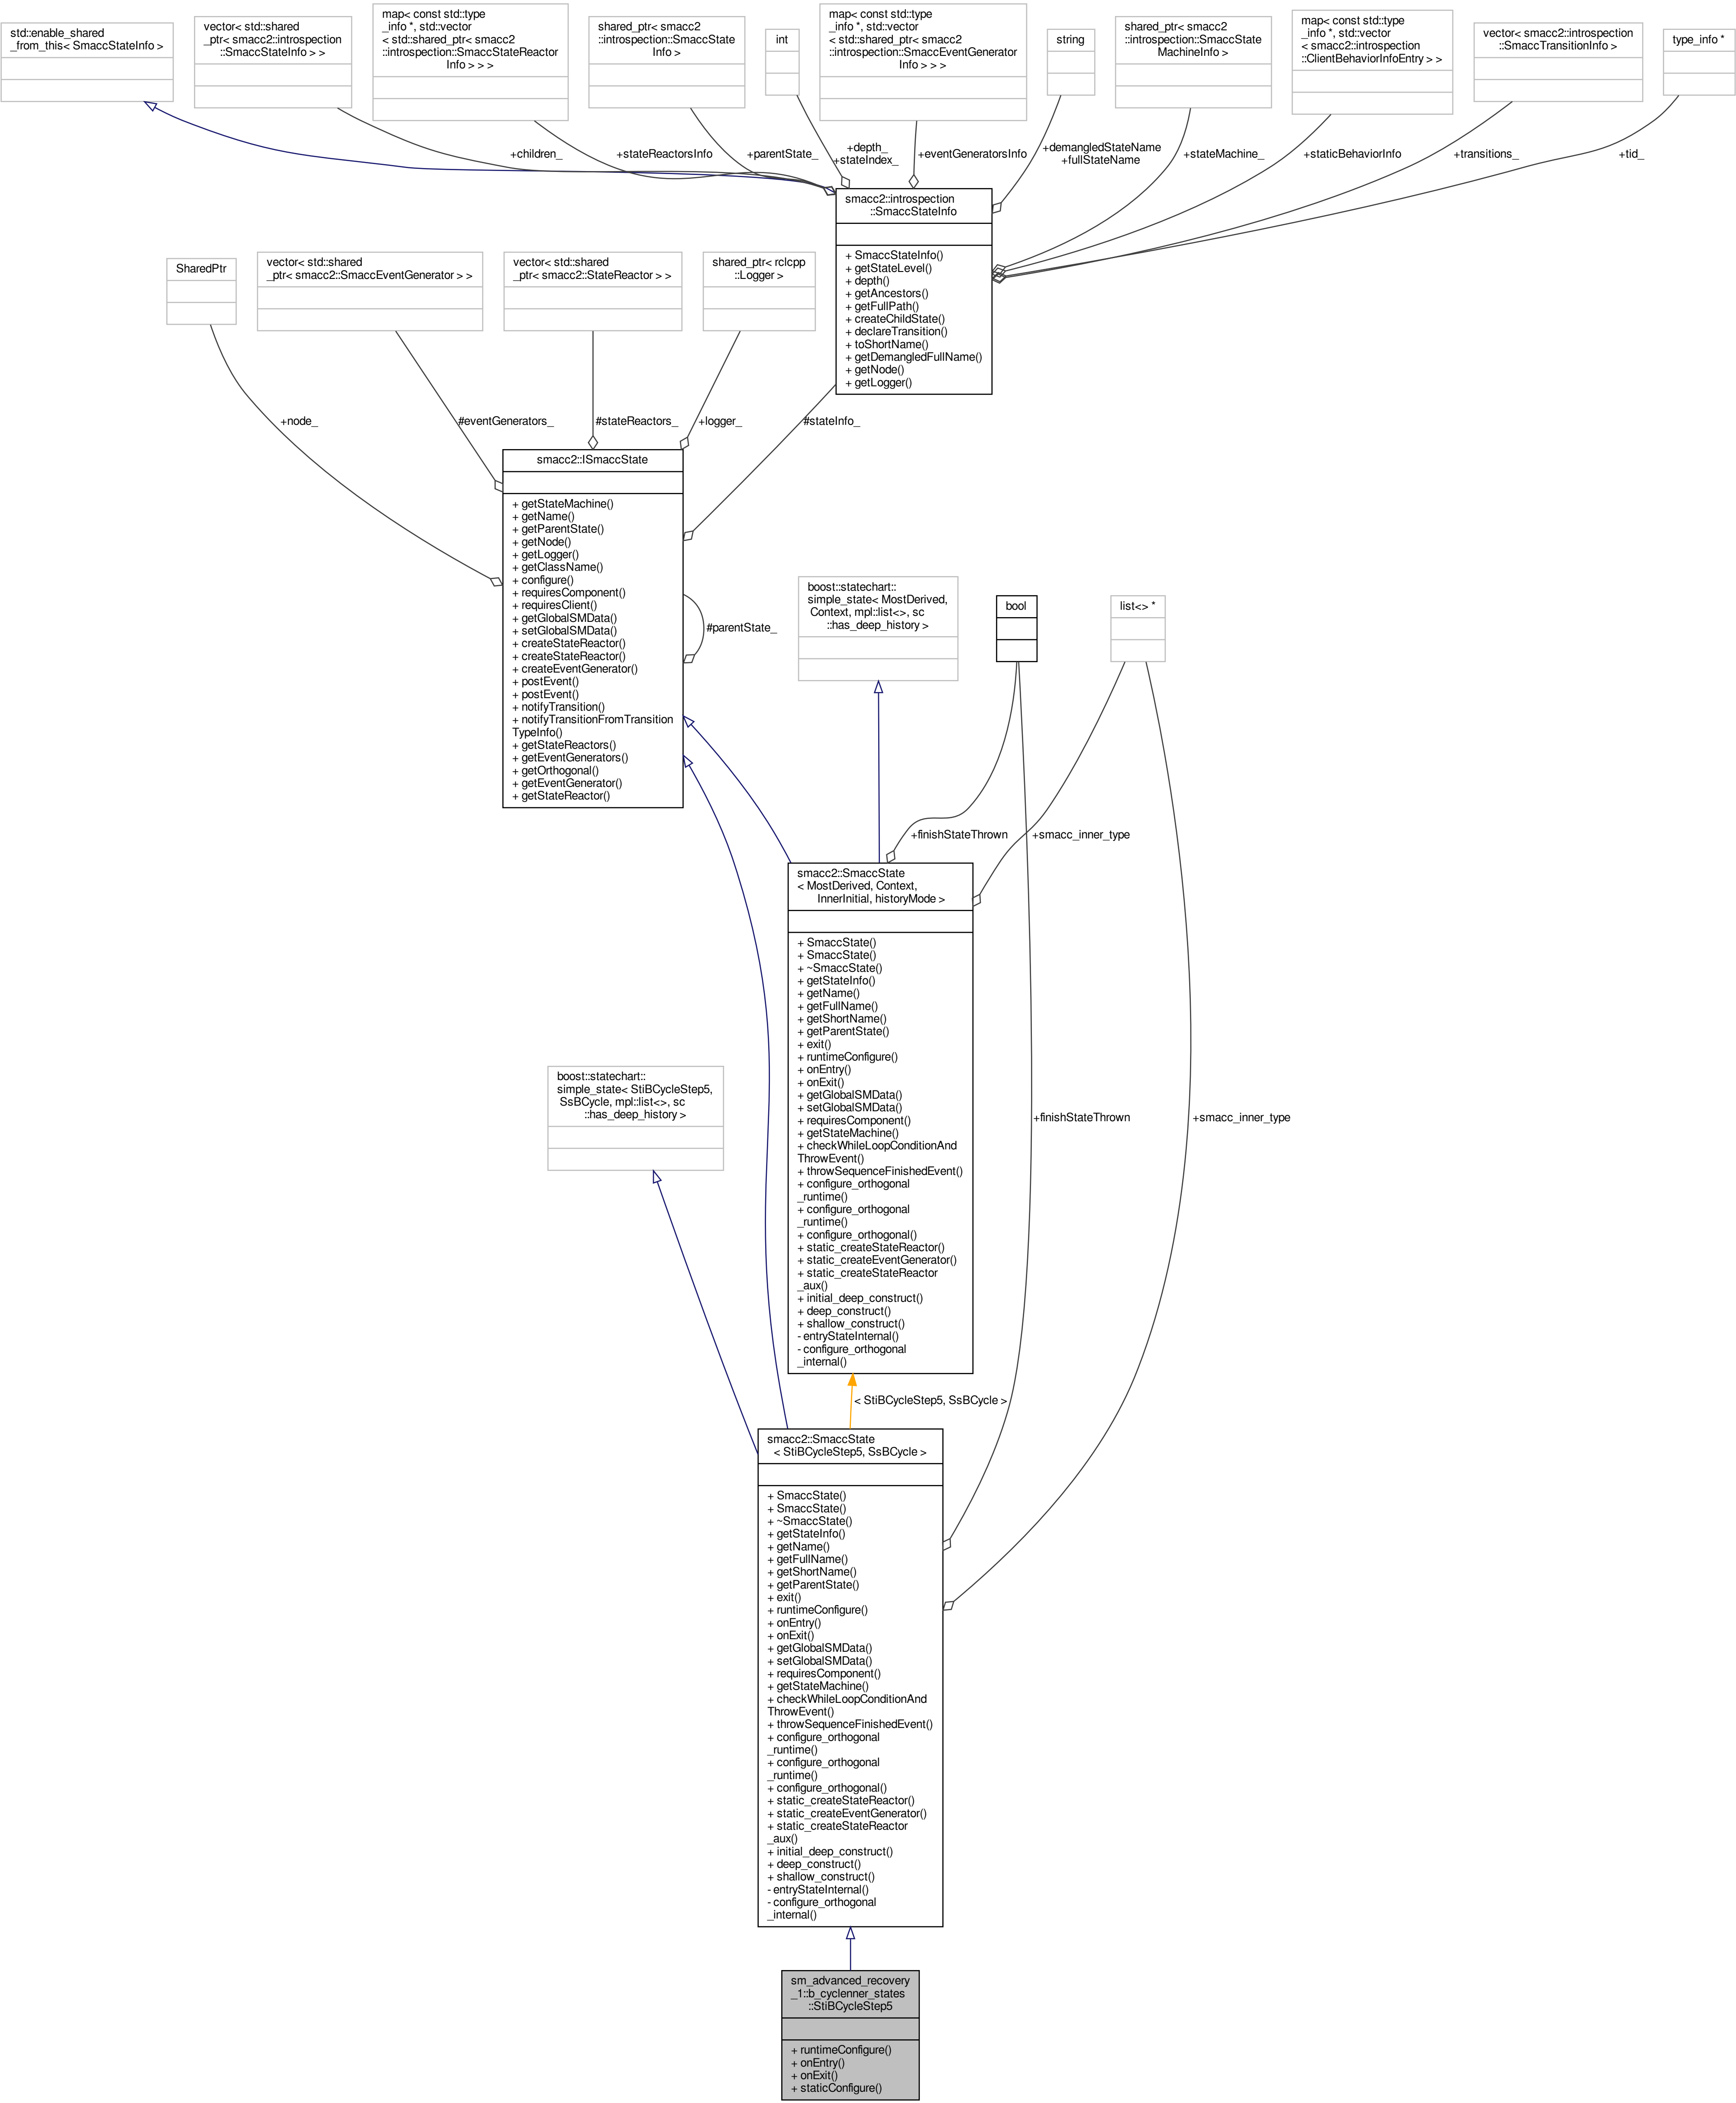 std::enable_shared
_from_this< SmaccStateInfo >
vector< std::shared
_ptr< smacc2::introspection
::SmaccStateInfo > >
map< const std::type
_info *, std::vector
< std::shared_ptr< smacc2
::introspection::SmaccStateReactor
Info > > >
shared_ptr< smacc2
::introspection::SmaccState
Info >
int
map< const std::type
_info *, std::vector
< std::shared_ptr< smacc2
::introspection::SmaccEventGenerator
Info > > >
string
shared_ptr< smacc2
::introspection::SmaccState
MachineInfo >
map< const std::type
_info *, std::vector
< smacc2::introspection
::ClientBehaviorInfoEntry > >
vector< smacc2::introspection
::SmaccTransitionInfo >
type_info *
+children_
+stateReactorsInfo
+parentState_
+depth_
+stateIndex_
+eventGeneratorsInfo
+demangledStateName
+fullStateName
+stateMachine_
+staticBehaviorInfo
+transitions_
+tid_
smacc2::introspection
::SmaccStateInfo
+ SmaccStateInfo()
+ getStateLevel()
+ depth()
+ getAncestors()
+ getFullPath()
+ createChildState()
+ declareTransition()
+ toShortName()
+ getDemangledFullName()
+ getNode()
+ getLogger()
SharedPtr
vector< std::shared
_ptr< smacc2::SmaccEventGenerator > >
vector< std::shared
_ptr< smacc2::StateReactor > >
shared_ptr< rclcpp
::Logger >
+node_
#eventGenerators_
#stateReactors_
+logger_
#stateInfo_
smacc2::ISmaccState
+ getStateMachine()
+ getName()
+ getParentState()
+ getNode()
+ getLogger()
+ getClassName()
+ configure()
+ requiresComponent()
+ requiresClient()
+ getGlobalSMData()
+ setGlobalSMData()
+ createStateReactor()
+ createStateReactor()
+ createEventGenerator()
+ postEvent()
+ postEvent()
+ notifyTransition()
+ notifyTransitionFromTransition
TypeInfo()
+ getStateReactors()
+ getEventGenerators()
+ getOrthogonal()
+ getEventGenerator()
+ getStateReactor()
#parentState_
boost::statechart::
simple_state< MostDerived,
Context, mpl::list<>, sc
::has_deep_history >
bool
list<> *
+finishStateThrown
+smacc_inner_type
smacc2::SmaccState
< MostDerived, Context,
InnerInitial, historyMode >
+ SmaccState()
+ SmaccState()
+ ~SmaccState()
+ getStateInfo()
+ getName()
+ getFullName()
+ getShortName()
+ getParentState()
+ exit()
+ runtimeConfigure()
+ onEntry()
+ onExit()
+ getGlobalSMData()
+ setGlobalSMData()
+ requiresComponent()
+ getStateMachine()
+ checkWhileLoopConditionAnd
ThrowEvent()
+ throwSequenceFinishedEvent()
+ configure_orthogonal
_runtime()
+ configure_orthogonal
_runtime()
+ configure_orthogonal()
+ static_createStateReactor()
+ static_createEventGenerator()
+ static_createStateReactor
_aux()
+ initial_deep_construct()
+ deep_construct()
+ shallow_construct()
- entryStateInternal()
- configure_orthogonal
_internal()
boost::statechart::
simple_state< StiBCycleStep5,
SsBCycle, mpl::list<>, sc
::has_deep_history >
+finishStateThrown
+smacc_inner_type
< StiBCycleStep5, SsBCycle >
smacc2::SmaccState
< StiBCycleStep5, SsBCycle >
+ SmaccState()
+ SmaccState()
+ ~SmaccState()
+ getStateInfo()
+ getName()
+ getFullName()
+ getShortName()
+ getParentState()
+ exit()
+ runtimeConfigure()
+ onEntry()
+ onExit()
+ getGlobalSMData()
+ setGlobalSMData()
+ requiresComponent()
+ getStateMachine()
+ checkWhileLoopConditionAnd
ThrowEvent()
+ throwSequenceFinishedEvent()
+ configure_orthogonal
_runtime()
+ configure_orthogonal
_runtime()
+ configure_orthogonal()
+ static_createStateReactor()
+ static_createEventGenerator()
+ static_createStateReactor
_aux()
+ initial_deep_construct()
+ deep_construct()
+ shallow_construct()
- entryStateInternal()
- configure_orthogonal
_internal()
sm_advanced_recovery
_1::b_cyclenner_states
::StiBCycleStep5
+ runtimeConfigure()
+ onEntry()
+ onExit()
+ staticConfigure()